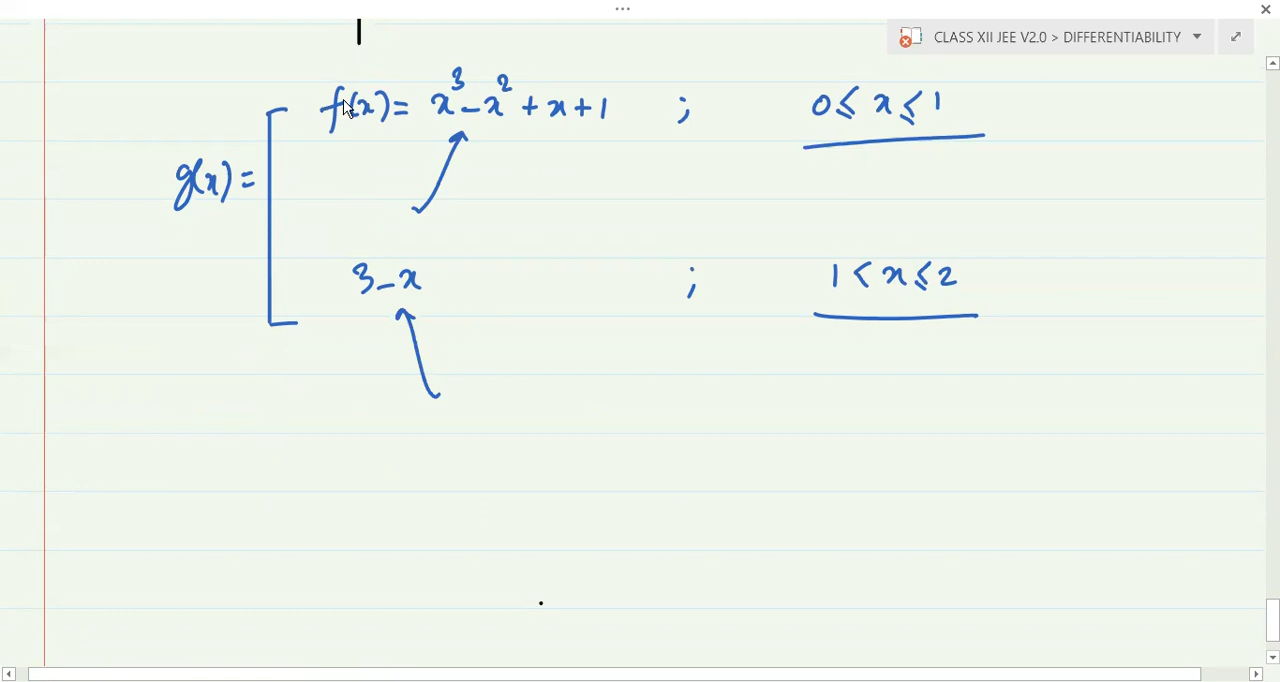 CLASS XII JEE V2.0 > DIFFERENTIABILITY
f(x) = x³ - x² + x + 1 ; 0 ≤ x ≤ 1
g(x) =
3 - x ; 1 < x ≤ 2